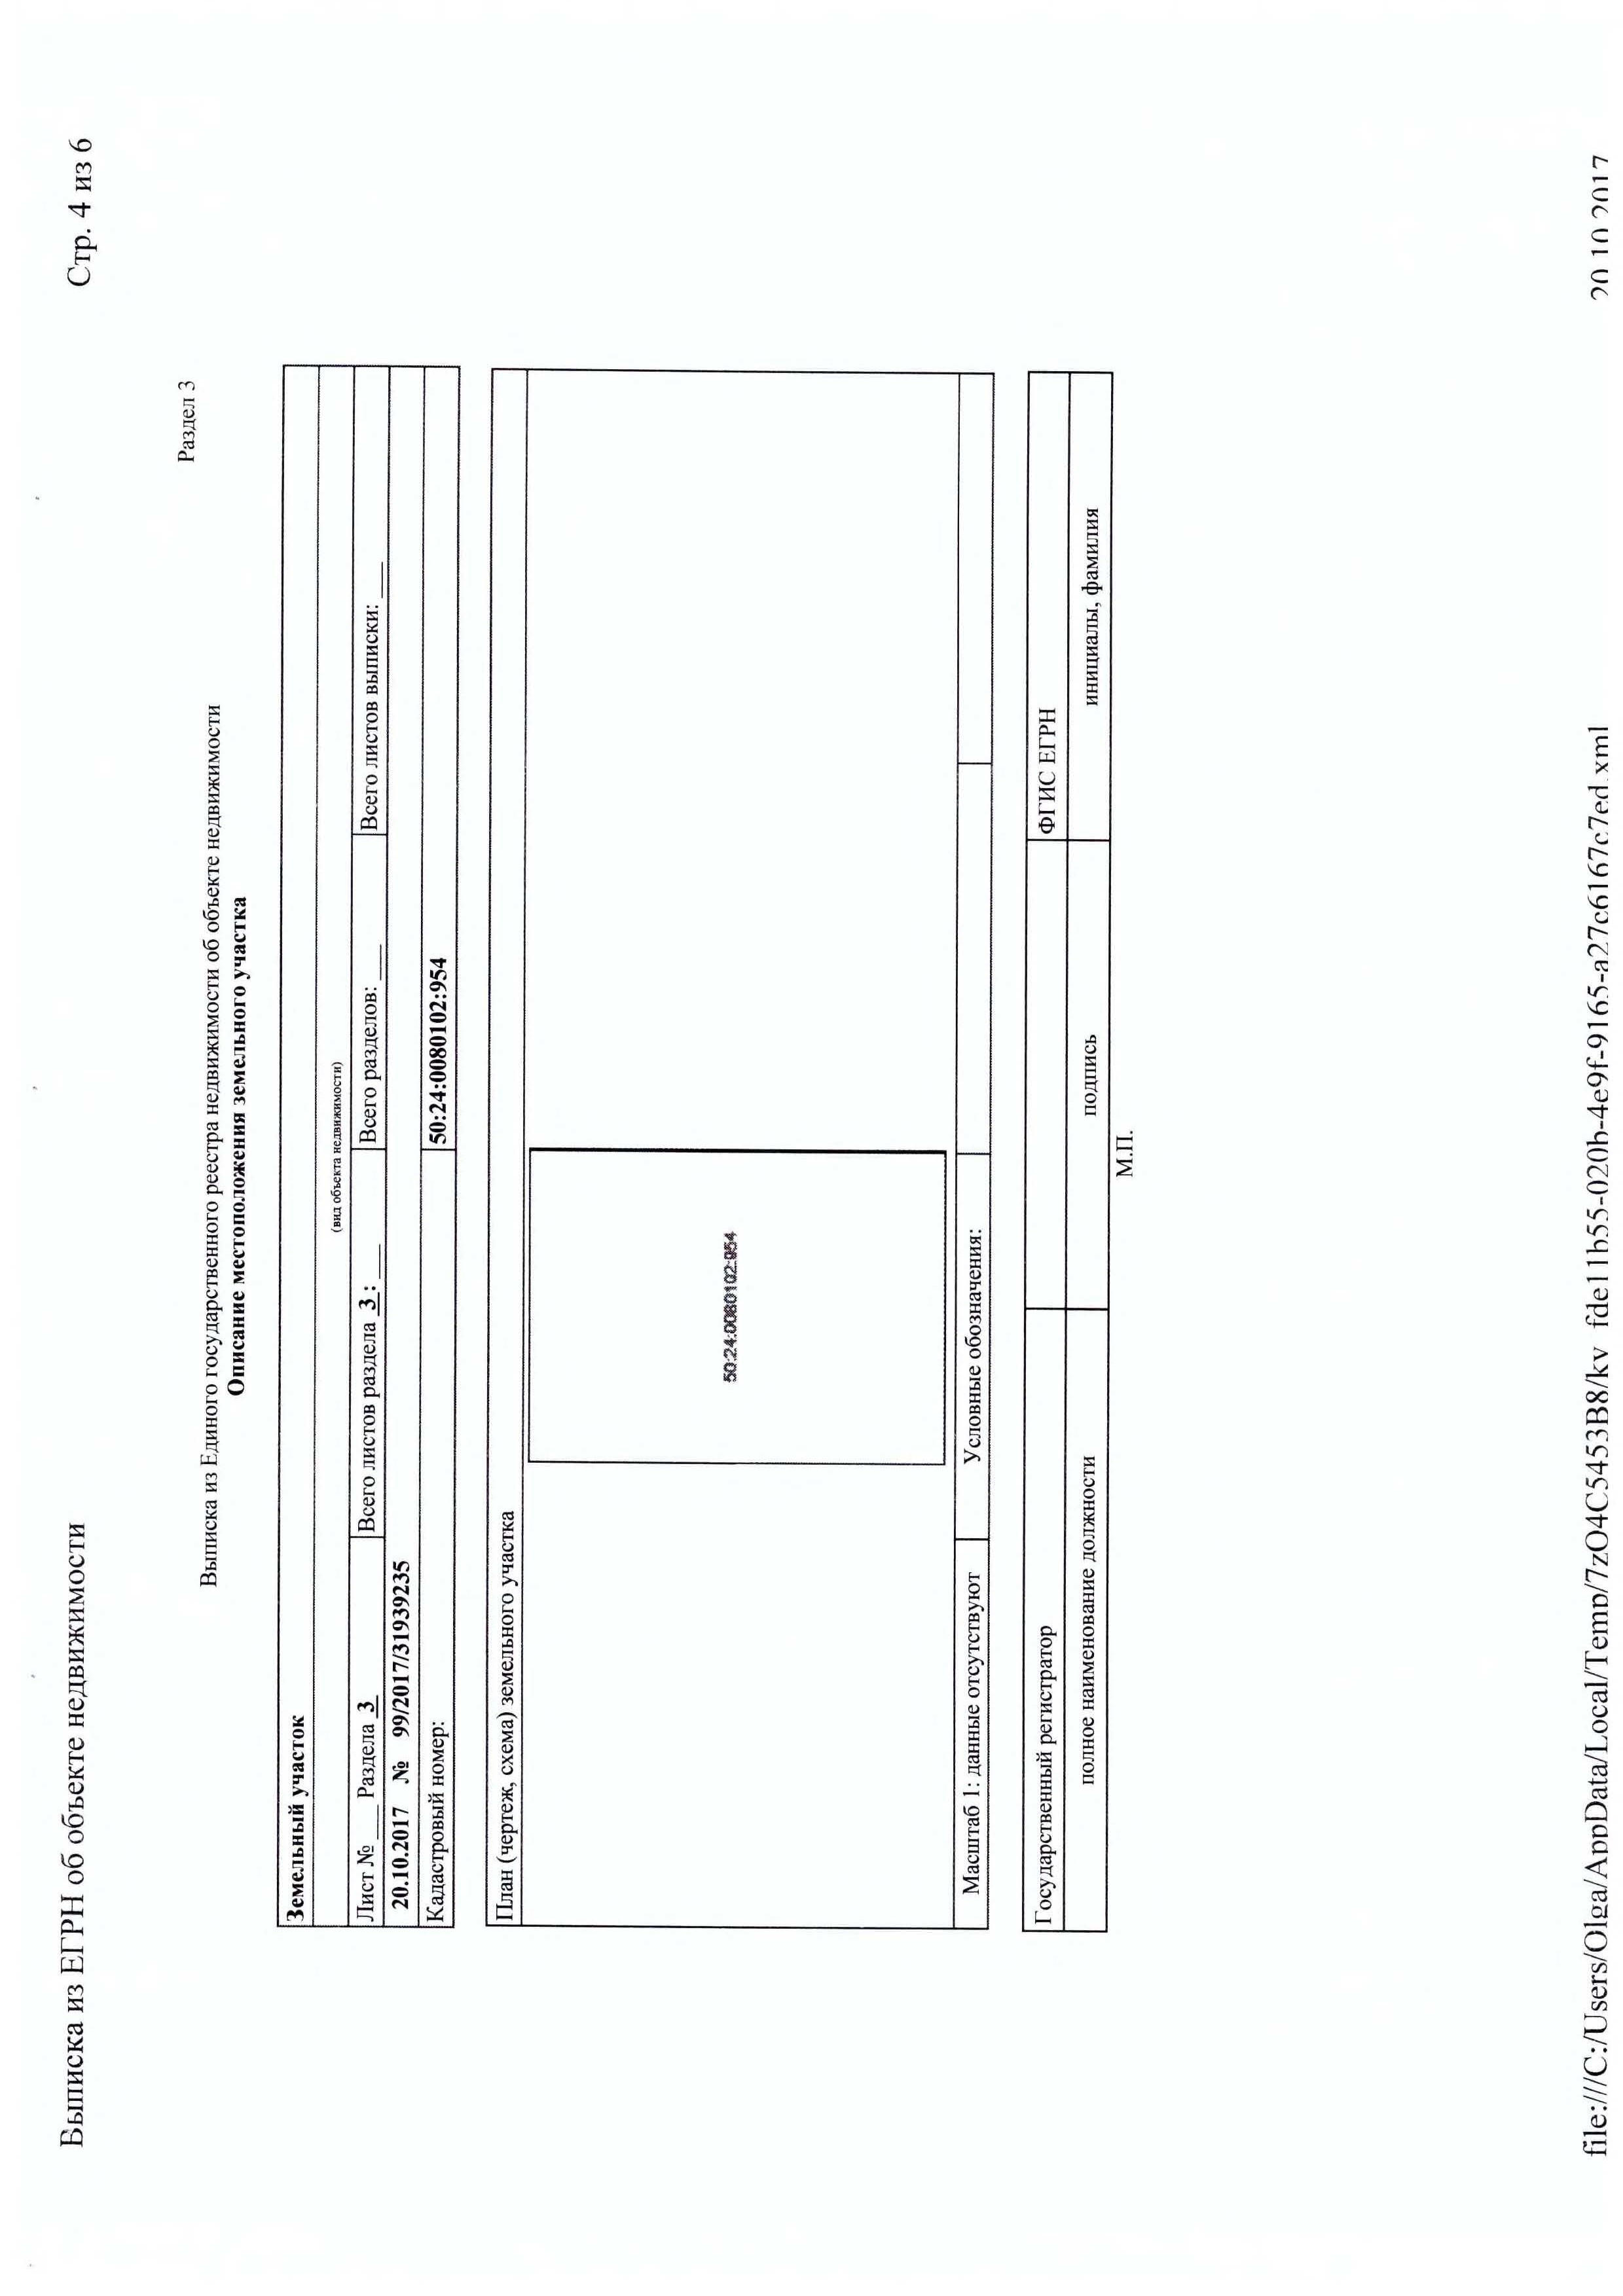 Выписка из ЕГРН об объекте недвижимости Стр. 4 из 6
Раздел 3
Выписка из Единого государственного реестра недвижимости об объекте недвижимости
Описание местоположения земельного участка
Земельный участок
(вид объекта недвижимости)
Лист № ___ Раздела 3 Всего листов раздела 3 : ___ Всего разделов: ___ Всего листов выписки: ___
20.10.2017 № 99/2017/31939235
Кадастровый номер: 50:24:0080102:954
План (чертеж, схема) земельного участка
50:24:0080102:954
Масштаб 1: данные отсутствуют Условные обозначения:
Государственный регистратор ФГИС ЕГРН
полное наименование должности подпись инициалы, фамилия
М.П.
file:///C:/Users/Olga/AppData/Local/Temp/7zO4C5453B8/kv_fde11b55-020b-4e9f-9165-a27c6167c7ed.xml 20.10.2017